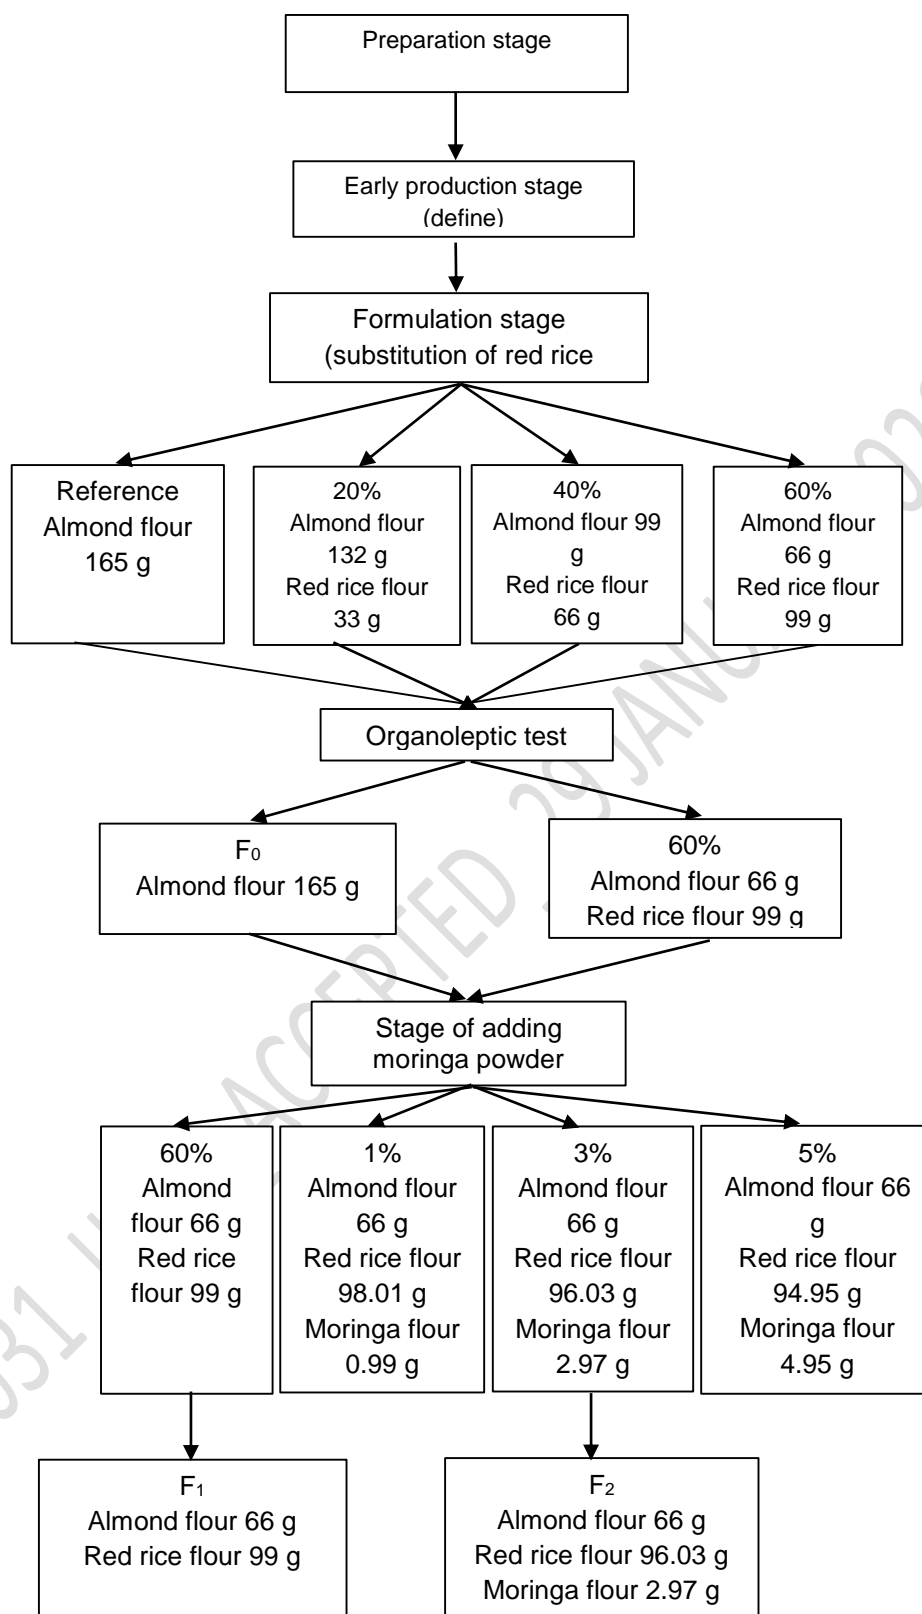 Preparation stage
Early production stage
(define)
Formulation stage
(substitution of red rice
Reference
Almond flour
165 g
20%
Almond flour
132 g
Red rice flour
33 g
40%
Almond flour 99
g
Red rice flour
66 g
60%
Almond flour
66 g
Red rice flour
99 g
Organoleptic test
F₀
Almond flour 165 g
60%
Almond flour 66 g
Red rice flour 99 g
Stage of adding
moringa powder
60%
Almond
flour 66 g
Red rice
flour 99 g
1%
Almond flour
66 g
Red rice flour
98.01 g
Moringa flour
0.99 g
3%
Almond flour
66 g
Red rice flour
96.03 g
Moringa flour
2.97 g
5%
Almond flour 66
g
Red rice flour
94.95 g
Moringa flour
4.95 g
F₁
Almond flour 66 g
Red rice flour 99 g
F₂
Almond flour 66 g
Red rice flour 96.03 g
Moringa flour 2.97 g
ACCEPTED 29 JANU